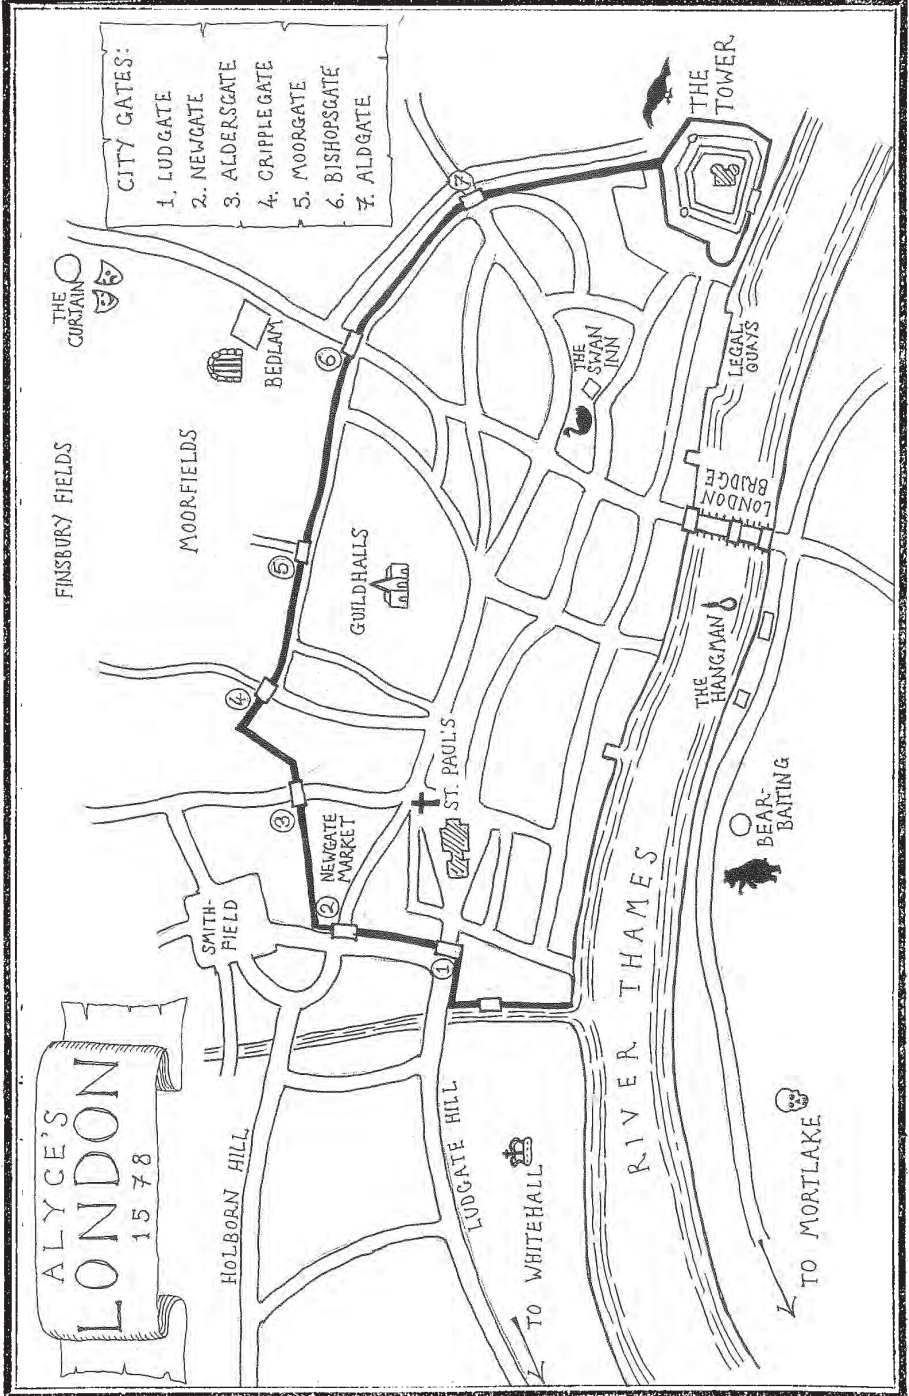 ALYCE'S
LONDON
1578
FINSBURY FIELDS
THE
CURTAIN
CITY GATES:
1. LUDGATE
2. NEWGATE
3. ALDERSGATE
4. CRIPPLEGATE
5. MOORGATE
6. BISHOPSGATE
7. ALDGATE
MOORFIELDS
BEDLAM
SMITH-
FIELD
HOLBORN HILL
3
4
5
6
7
2
NEWGATE
MARKET
GUILDHALLS
1
ST. PAUL'S
LUDGATE HILL
THE
SWAN
INN
THE
TOWER
TO WHITEHALL
LEGAL
QUAYS
LONDON
BRIDGE
THE
HANGMAN
RIVER THAMES
BEAR-
BAITING
TO MORTLAKE